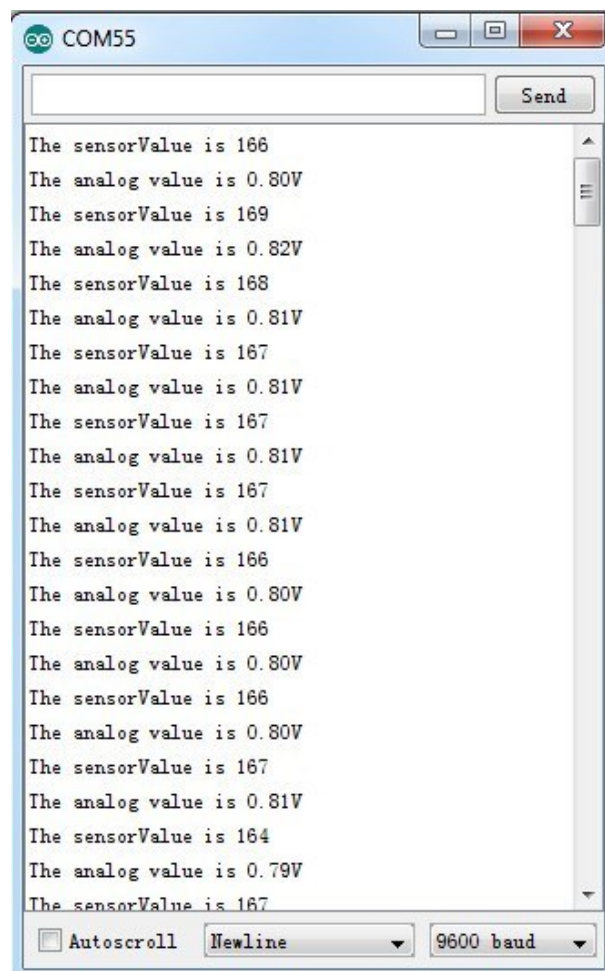 COM55
Send
The sensorValue is 166
The analog value is 0.80V
The sensorValue is 169
The analog value is 0.82V
The sensorValue is 168
The analog value is 0.81V
The sensorValue is 167
The analog value is 0.81V
The sensorValue is 167
The analog value is 0.81V
The sensorValue is 167
The analog value is 0.81V
The sensorValue is 166
The analog value is 0.80V
The sensorValue is 166
The analog value is 0.80V
The sensorValue is 166
The analog value is 0.80V
The sensorValue is 167
The analog value is 0.81V
The sensorValue is 164
The analog value is 0.79V
The sensorValue is 167
Autoscroll Newline 9600 baud